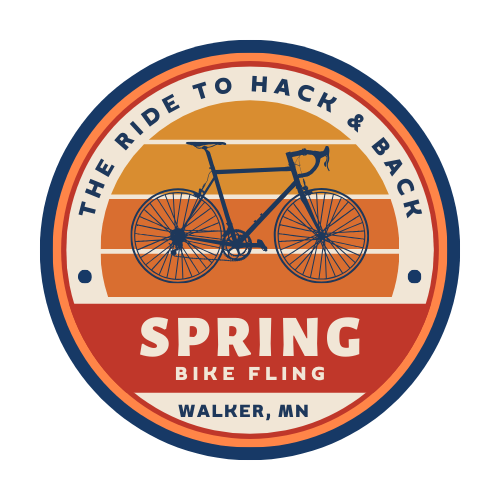 THE RIDE TO HACK & BACK
SPRING
BIKE FLING
WALKER, MN